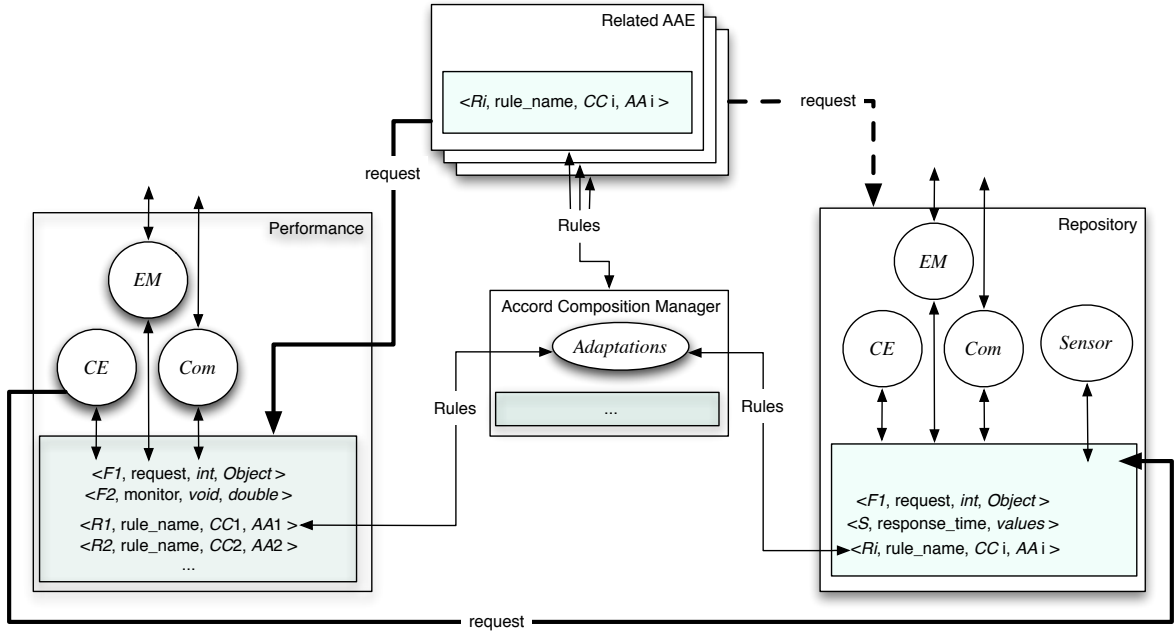 Related AAE
<Ri, rule_name, CC i, AA i >
request
request
Rules
Performance
EM
CE
Com
<F1, request, int, Object >
<F2, monitor, void, double >
<R1, rule_name, CC1, AA1 >
<R2, rule_name, CC2, AA2 >
...
Accord Composition Manager
Adaptations
...
Rules
Rules
Repository
EM
CE
Com
Sensor
<F1, request, int, Object >
<S, response_time, values >
<Ri, rule_name, CC i, AA i >
request